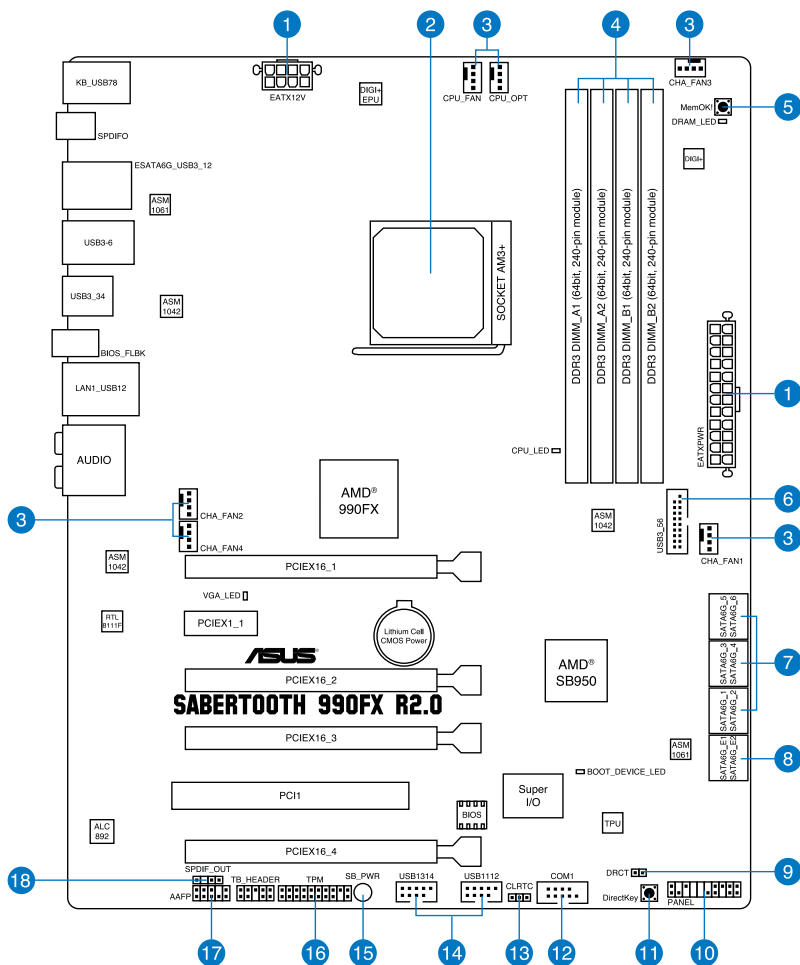 1
2
3
4
3
KB_USB78
EATX12V
DIGI+
EPU
CPU_FAN
CPU_OPT
CHA_FAN3
MemOK!
5
DRAM_LED
SPDIFO
DIGI+
ESATA6G_USB3_12
ASM
1061
USB3-6
SOCKET AM3+
DDR3 DIMM_A1 (64bit, 240-pin module)
DDR3 DIMM_A2 (64bit, 240-pin module)
DDR3 DIMM_B1 (64bit, 240-pin module)
DDR3 DIMM_B2 (64bit, 240-pin module)
USB3_34
ASM
1042
BIOS_FLBK
LAN1_USB12
1
EATXPWR
AUDIO
CPU_LED
AMD®
990FX
6
CHA_FAN2
3
CHA_FAN4
ASM
1042
USB3_56
3
CHA_FAN1
ASM
1042
PCIEX16_1
VGA_LED
RTL
8111F
PCIEX1_1
Lithium Cell
CMOS Power
SATA6G_5
SATA6G_6
SATA6G_3
SATA6G_4
7
SATA6G_1
SATA6G_2
ASUS
AMD®
SB950
PCIEX16_2
SABERTOOTH 990FX R2.0
PCIEX16_3
ASM
1061
SATA6G_E1
SATA6G_E2
8
BOOT_DEVICE_LED
PCI1
Super
I/O
BIOS
TPU
ALC
892
PCIEX16_4
SPDIF_OUT
18
TB_HEADER
TPM
SB_PWR
USB1314
USB1112
CLRTC
COM1
DRCT
9
AAFP
DirectKey
PANEL
17
16
15
14
13
12
11
10